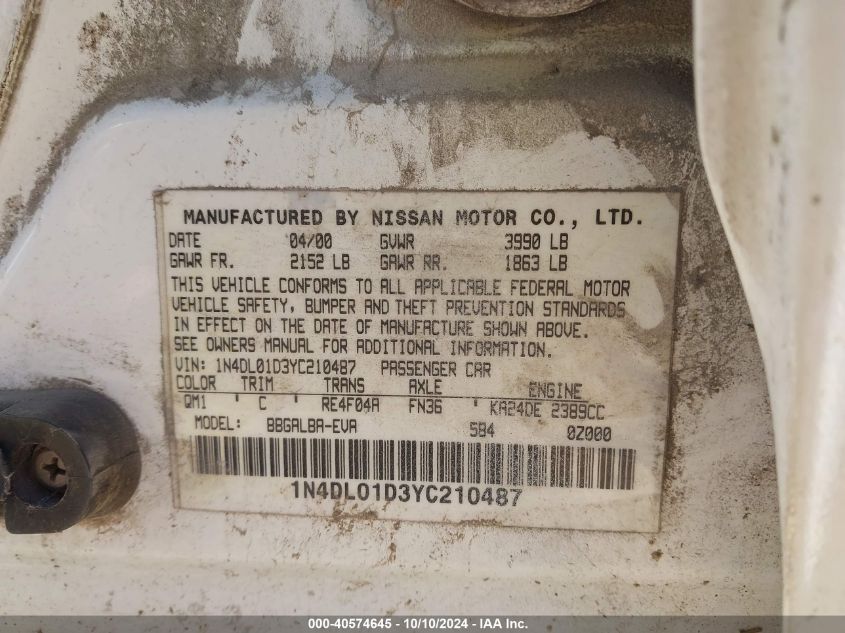 MANUFACTURED BY NISSAN MOTOR CO., LTD.
DATE 04/00 GVWR 3990 LB
GAWR FR. 2152 LB GAWR RR. 1863 LB
THIS VEHICLE CONFORMS TO ALL APPLICABLE FEDERAL MOTOR
VEHICLE SAFETY, BUMPER AND THEFT PREVENTION STANDARDS
IN EFFECT ON THE DATE OF MANUFACTURE SHOWN ABOVE.
SEE OWNERS MANUAL FOR ADDITIONAL INFORMATION.
VIN: 1N4DL01D3YC210487 PASSENGER CAR
COLOR TRIM TRANS AXLE ENGINE
QM1 C RE4F04A FN36 KA24DE 2389CC
MODEL: BBGALBA-EVA 5B4 0Z000
1N4DL01D3YC210487
000-40574645 - 10/10/2024 - IAA Inc.